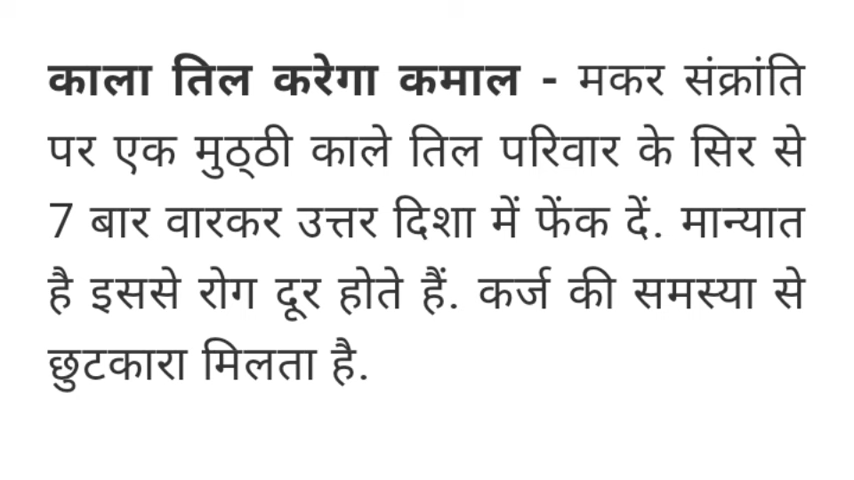 काला तिल करेगा कमाल - मकर संक्रांति
पर एक मुठ्ठी काले तिल परिवार के सिर से
7 बार वारकर उत्तर दिशा में फेंक दें. मान्यात
है इससे रोग दूर होते हैं. कर्ज की समस्या से
छुटकारा मिलता है.